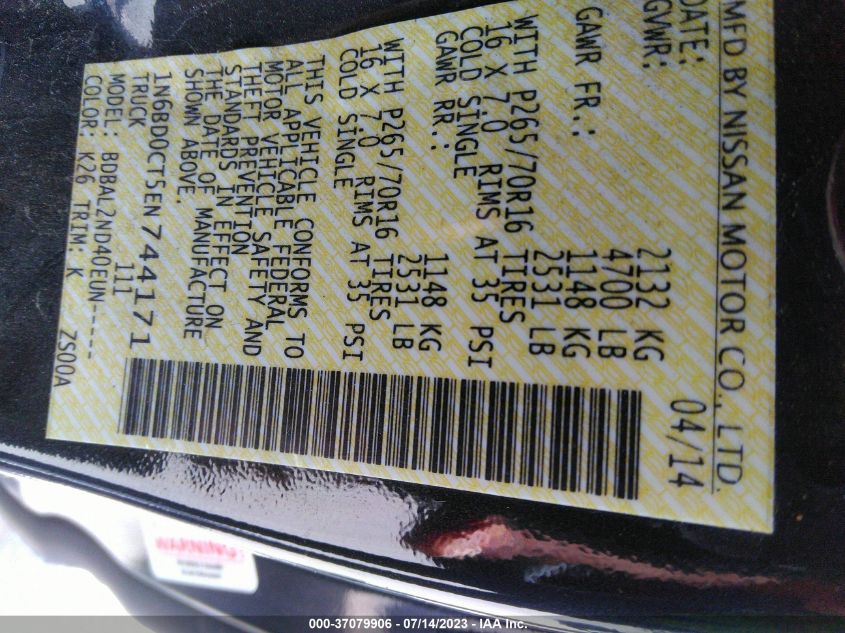 MFD BY NISSAN MOTOR CO., LTD.
DATE: 04/14
GVWR: 2132 KG
4700 LB
GAWR FR.: 1148 KG
2531 LB
WITH P265/70R16 TIRES
16 X 7.0 RIMS AT 35 PSI
COLD SINGLE
GAWR RR.: 1148 KG
2531 LB
WITH P265/70R16 TIRES
16 X 7.0 RIMS AT 35 PSI
COLD SINGLE
THIS VEHICLE CONFORMS TO
ALL APPLICABLE FEDERAL
MOTOR VEHICLE SAFETY AND
THEFT PREVENTION
STANDARDS IN EFFECT ON
THE DATE OF MANUFACTURE
SHOWN ABOVE.
1N6BD0CT5EN744171
TRUCK 111
MODEL: BDBAL2ND40EUN-----
COLOR: K26 TRIM: K ZS00A
WARNING!
000-37079906 - 07/14/2023 - IAA Inc.